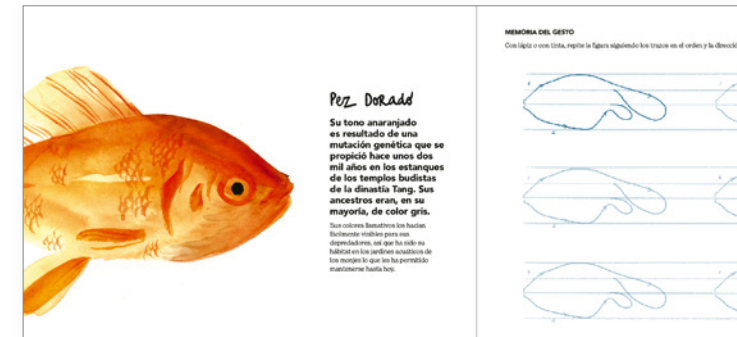 Pez Dorado
Su tono anaranjado
es resultado de una
mutación genética que se
propició hace unos dos
mil años en los estanques
de los templos budistas
de la dinastía Tang. Sus
ancestros eran, en su
mayoría, de color gris.
Sus colores llamativos los hacían
fácilmente visibles para sus
depredadores, así que ha sido su
hábitat en los jardines acuáticos de
los monjes lo que les ha permitido
mantenerse hasta hoy.
MEMORIA DEL GESTO
Con lápiz o con tinta, repite la figura siguiendo los trazos en el orden y la direcció